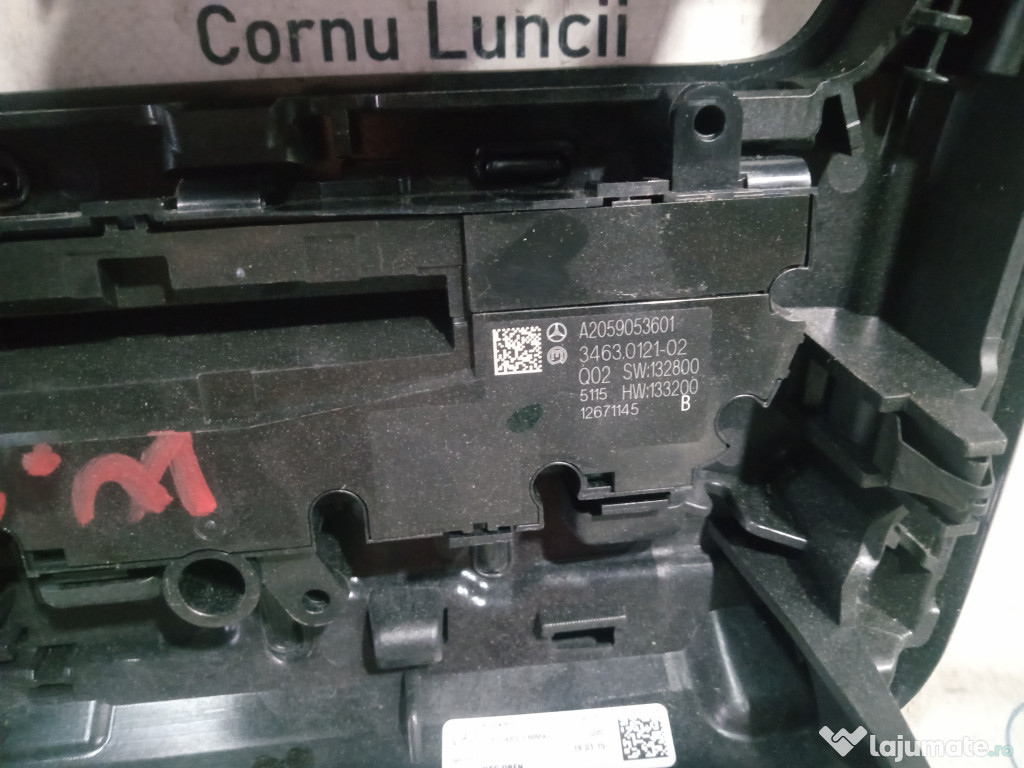 Cornu Luncii
A2059053601
3463.0121-02
Q02 SW:132800
5115 HW:133200
12671145 B
lajumate.ro